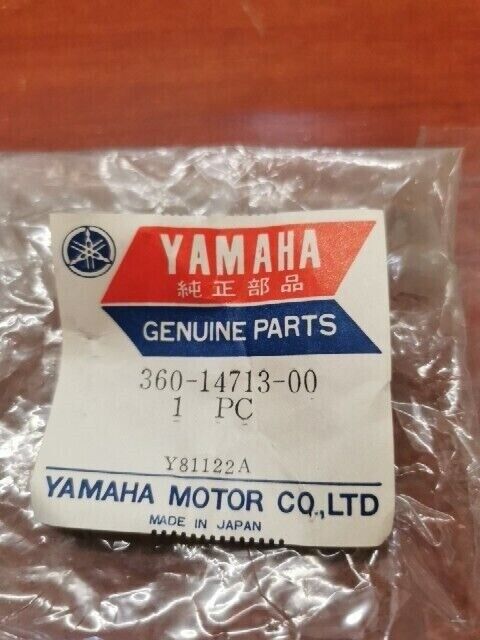 YAMAHA
純正部品
GENUINE PARTS
360-14713-00
1 PC
Y81122A
YAMAHA MOTOR CO.,LTD
MADE IN JAPAN